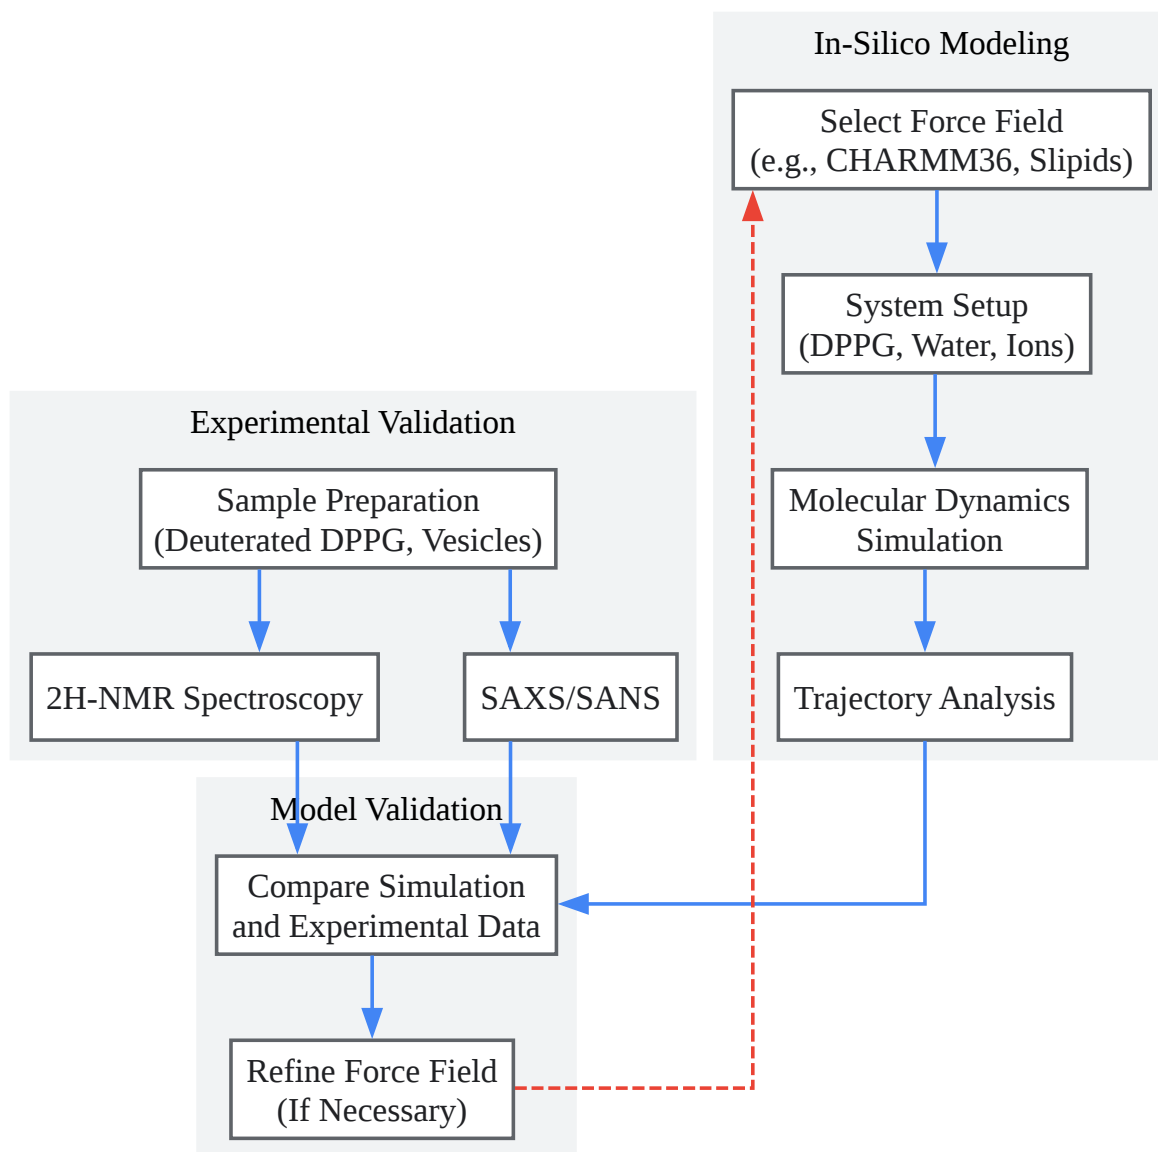 In-Silico Modeling
Select Force Field
(e.g., CHARMM36, Slipids)
System Setup
(DPPG, Water, Ions)
Molecular Dynamics
Simulation
Trajectory Analysis
Experimental Validation
Sample Preparation
(Deuterated DPPG, Vesicles)
2H-NMR Spectroscopy
SAXS/SANS
Model Validation
Compare Simulation
and Experimental Data
Refine Force Field
(If Necessary)